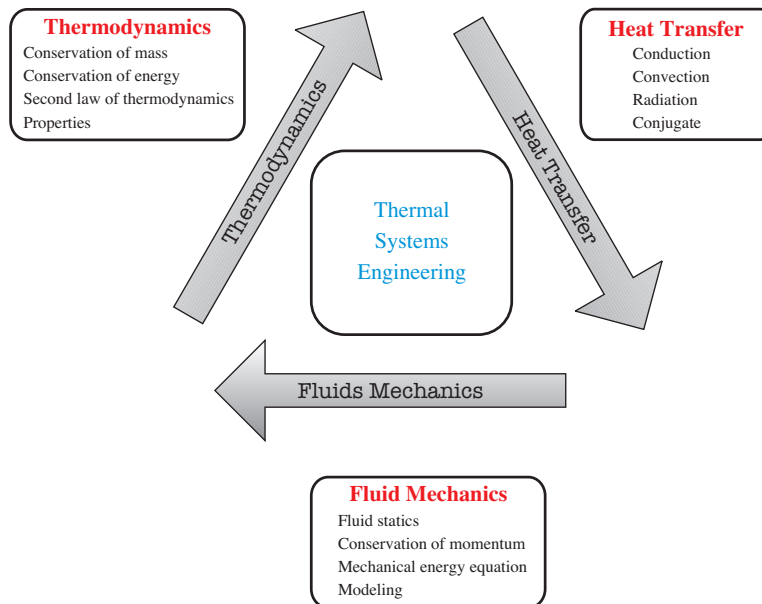 Thermodynamics
Conservation of mass
Conservation of energy
Second law of thermodynamics
Properties
Heat Transfer
Conduction
Convection
Radiation
Conjugate
Thermodynamics
Heat Transfer
Thermal
Systems
Engineering
Fluids Mechanics
Fluid Mechanics
Fluid statics
Conservation of momentum
Mechanical energy equation
Modeling